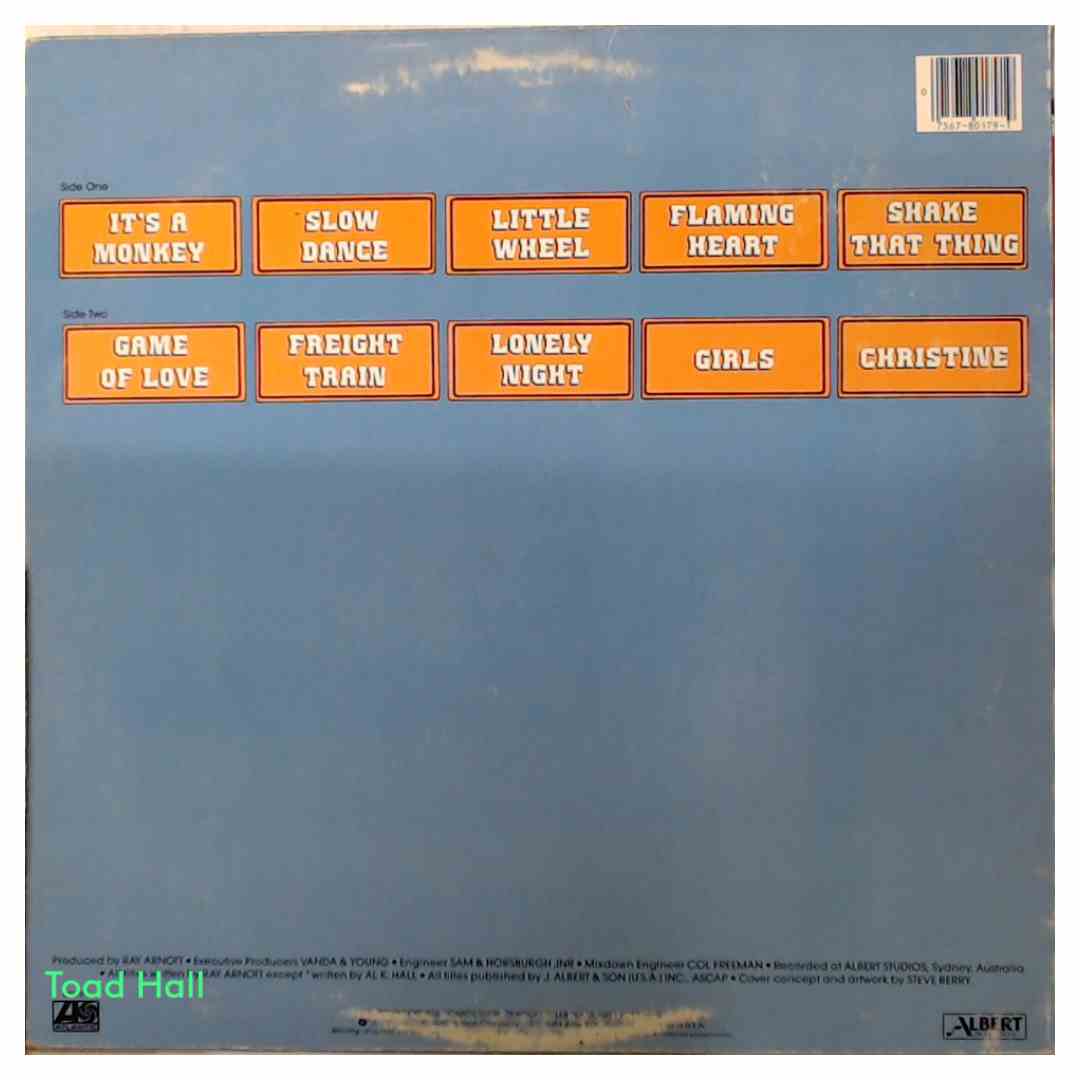 0
7567-80179-1
Side One
IT'S A
MONKEY
SLOW
DANCE
LITTLE
WHEEL
FLAMING
HEART
SHAKE
THAT THING
Side Two
GAME
OF LOVE
FREIGHT
TRAIN
LONELY
NIGHT
GIRLS
CHRISTINE
Produced by RAY ARNOTT • Executive Producers VANDA & YOUNG • Engineer SAM & HORSBURGH JNR • Mixdown Engineer COL FREEMAN • Recorded at ALBERT STUDIOS, Sydney, Australia
RAY ARNOTT except * written by AL K. HALL • All titles published by J. ALBERT & SON (U.S.A.) INC., ASCAP • Cover concept and artwork by STEVE BERRY
Toad Hall
ATLANTIC
ALBERT